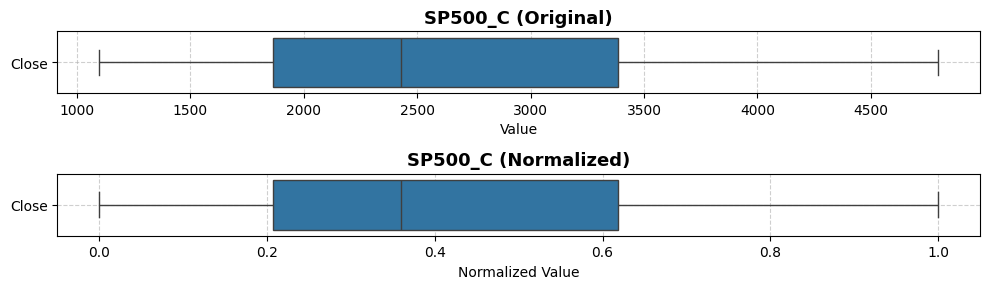 SP500_C (Original)
Close
1000 1500 2000 2500 3000 3500 4000 4500
Value
SP500_C (Normalized)
Close
0.0 0.2 0.4 0.6 0.8 1.0
Normalized Value